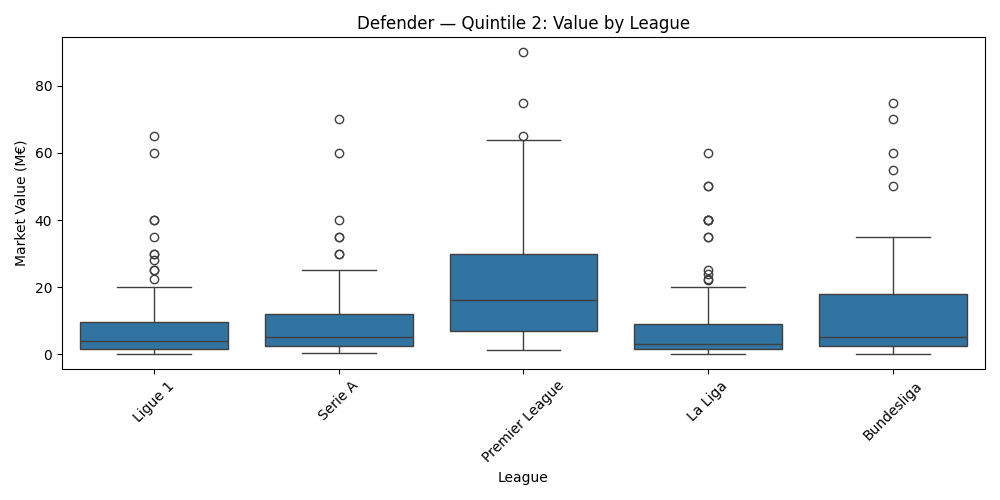 Defender — Quintile 2: Value by League
Market Value (M€)
80
60
40
20
0
Ligue 1
Serie A
Premier League
La Liga
Bundesliga
League